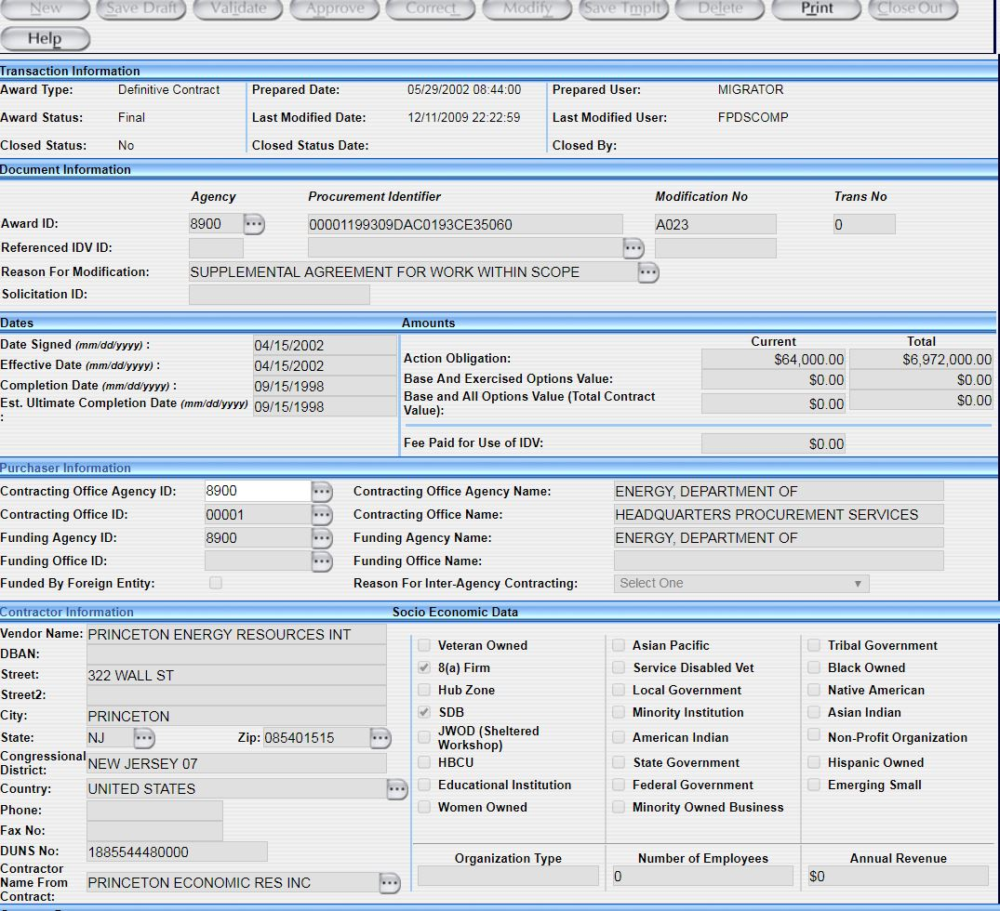 New Save Draft Validate Approve Correct Modify Save Tmplt Delete Print Close Out
Help
Transaction Information
Award Type: Definitive Contract Prepared Date: 05/29/2002 08:44:00 Prepared User: MIGRATOR
Award Status: Final Last Modified Date: 12/11/2009 22:22:59 Last Modified User: FPDSCOMP
Closed Status: No Closed Status Date: Closed By:
Document Information
Agency Procurement Identifier Modification No Trans No
Award ID: 8900 00001199309DAC0193CE35060 A023 0
Referenced IDV ID:
Reason For Modification: SUPPLEMENTAL AGREEMENT FOR WORK WITHIN SCOPE
Solicitation ID:
Dates Amounts
Current Total
Date Signed (mm/dd/yyyy) : 04/15/2002
Effective Date (mm/dd/yyyy) : 04/15/2002
Completion Date (mm/dd/yyyy) : 09/15/1998
Est. Ultimate Completion Date (mm/dd/yyyy) 09/15/1998
:
Action Obligation: $64,000.00 $6,972,000.00
Base And Exercised Options Value: $0.00 $0.00
Base and All Options Value (Total Contract
Value): $0.00 $0.00
Fee Paid for Use of IDV: $0.00
Purchaser Information
Contracting Office Agency ID: 8900 Contracting Office Agency Name: ENERGY, DEPARTMENT OF
Contracting Office ID: 00001 Contracting Office Name: HEADQUARTERS PROCUREMENT SERVICES
Funding Agency ID: 8900 Funding Agency Name: ENERGY, DEPARTMENT OF
Funding Office ID: Funding Office Name:
Funded By Foreign Entity: Reason For Inter-Agency Contracting: Select One
Contractor Information Socio Economic Data
Vendor Name: PRINCETON ENERGY RESOURCES INT
DBAN:
Street: 322 WALL ST
Street2:
City: PRINCETON
State: NJ Zip: 085401515
Congressional
District: NEW JERSEY 07
Country: UNITED STATES
Phone:
Fax No:
DUNS No: 1885544480000
Contractor
Name From
Contract: PRINCETON ECONOMIC RES INC
Veteran Owned Asian Pacific Tribal Government
8(a) Firm Service Disabled Vet Black Owned
Hub Zone Local Government Native American
SDB Minority Institution Asian Indian
JWOD (Sheltered
Workshop) American Indian Non-Profit Organization
HBCU State Government Hispanic Owned
Educational Institution Federal Government Emerging Small
Women Owned Minority Owned Business
Organization Type Number of Employees Annual Revenue
0 $0